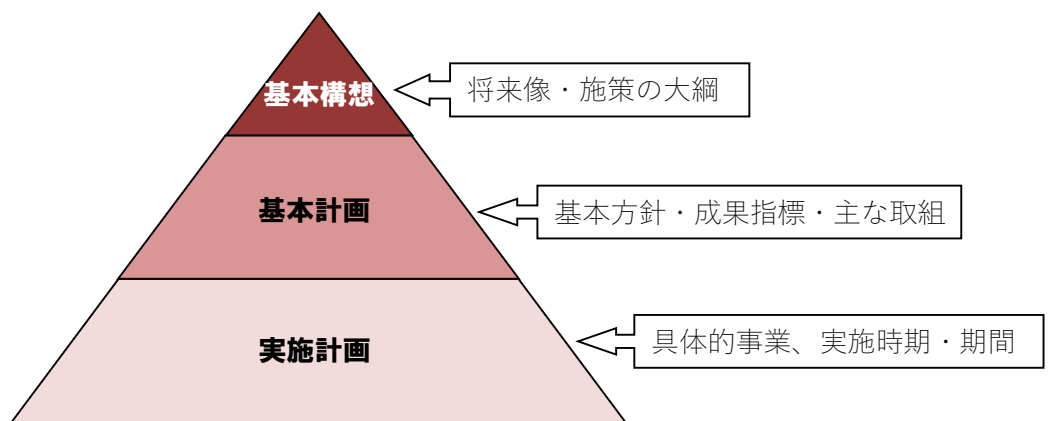 基本構想
将来像・施策の大綱
基本計画
基本方針・成果指標・主な取組
実施計画
具体的事業、実施時期・期間